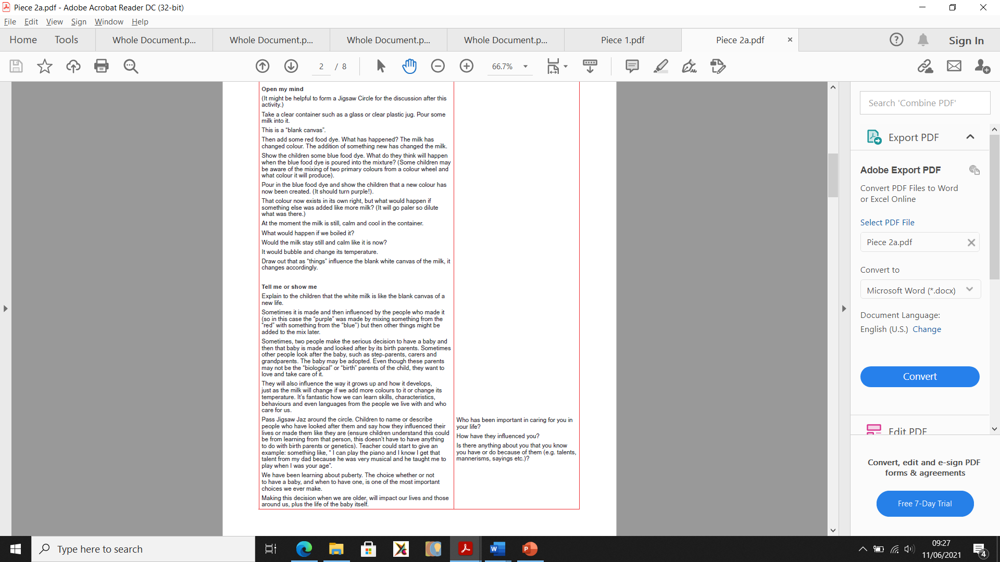 Piece 2a.pdf - Adobe Acrobat Reader DC (32-bit)
File Edit View Sign Window Help
Home Tools Whole Document.p... Whole Document.p... Whole Document.p... Whole Document.p... Piece 1.pdf Piece 2a.pdf × Sign In
2 / 8 66.7%
Open my mind
(It might be helpful to form a Jigsaw Circle for the discussion after this
activity.)
Take a clear container such as a glass or clear plastic jug. Pour some
milk into it.
This is a “blank canvas”.
Then add some red food dye. What has happened? The milk has
changed colour. The addition of something new has changed the milk.
Show the children some blue food dye. What do they think will happen
when the blue food dye is poured into the mixture? (Some children may
be aware of the mixing of two primary colours from a colour wheel and
what colour it will produce).
Pour in the blue food dye and show the children that a new colour has
now been created. (It should turn purple!).
That colour now exists in its own right, but what would happen if
something else was added like more milk? (It will go paler so dilute
what was there.)
At the moment the milk is still, calm and cool in the container.
What would happen if we boiled it?
Would the milk stay still and calm like it is now?
It would bubble and change its temperature.
Draw out that as “things” influence the blank white canvas of the milk, it
changes accordingly.
Tell me or show me
Explain to the children that the white milk is like the blank canvas of a
new life.
Sometimes it is made and then influenced by the people who made it
(so in this case the “purple” was made by mixing something from the
“red” with something from the “blue”) but then other things might be
added to the mix later.
Sometimes, two people make the serious decision to have a baby and
then that baby is made and looked after by its birth parents. Sometimes
other people look after the baby, such as step-parents, carers and
grandparents. The baby may be adopted. Even though these parents
may not be the “biological” or “birth” parents of the child, they want to
love and take care of it.
They will also influence the way it grows up and how it develops,
just as the milk will change if we add more colours to it or change its
temperature. It’s fantastic how we can learn skills, characteristics,
behaviours and even languages from the people we live with and who
care for us.
Pass Jigsaw Jaz around the circle. Children to name or describe
people who have looked after them and say how they influenced their
lives or made them like they are (ensure children understand this could
be from learning from that person, this doesn’t have to have anything
to do with birth parents or genetics). Teacher could start to give an
example: something like, “ I can play the piano and I know I get that
talent from my dad because he was very musical and he taught me to
play when I was your age”.
We have been learning about puberty. The choice whether or not
to have a baby, and when to have one, is one of the most important
choices we ever make.
Making this decision when we are older, will impact our lives and those
around us, plus the life of the baby itself.
Who has been important in caring for you in
your life?
How have they influenced you?
Is there anything about you that you know
you have or do because of them (e.g. talents,
mannerisms, sayings etc.)?
Search 'Combine PDF'
Export PDF
Adobe Export PDF
Convert PDF Files to Word
or Excel Online
Select PDF File
Piece 2a.pdf
Convert to
Microsoft Word (*.docx)
Document Language:
English (U.S.) Change
Convert
Edit PDF
Convert, edit and e-sign PDF
forms & agreements
Free 7-Day Trial
Type here to search
09:27
11/06/2021
4